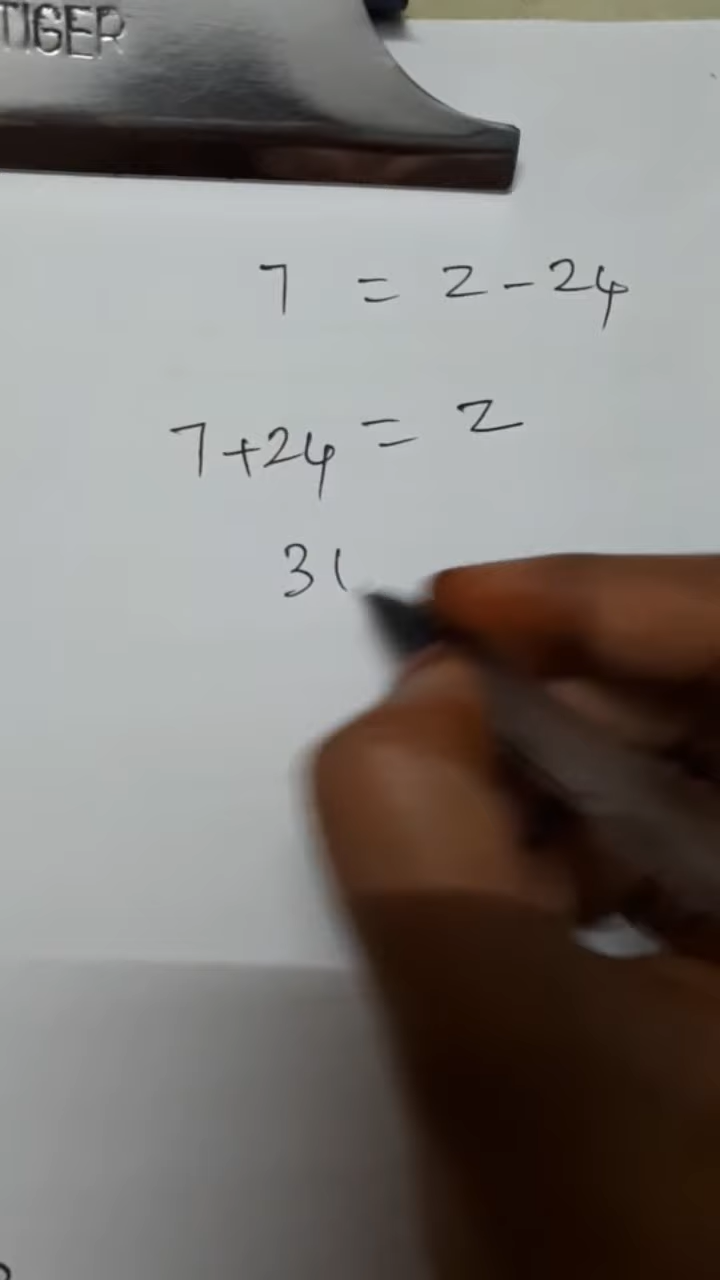 TIGER
7 = z - 24
7+24 = z
31